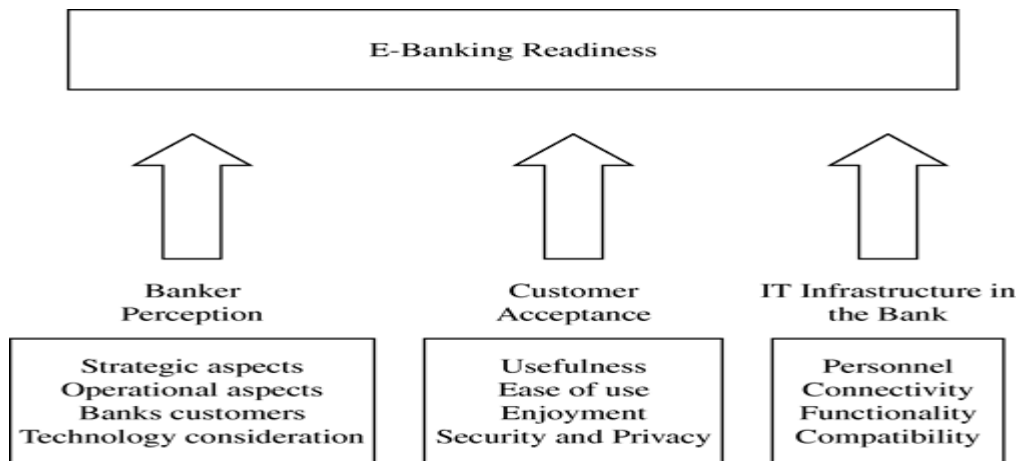 E-Banking Readiness
Banker
Perception
Customer
Acceptance
IT Infrastructure in
the Bank
Strategic aspects
Operational aspects
Banks customers
Technology consideration
Usefulness
Ease of use
Enjoyment
Security and Privacy
Personnel
Connectivity
Functionality
Compatibility